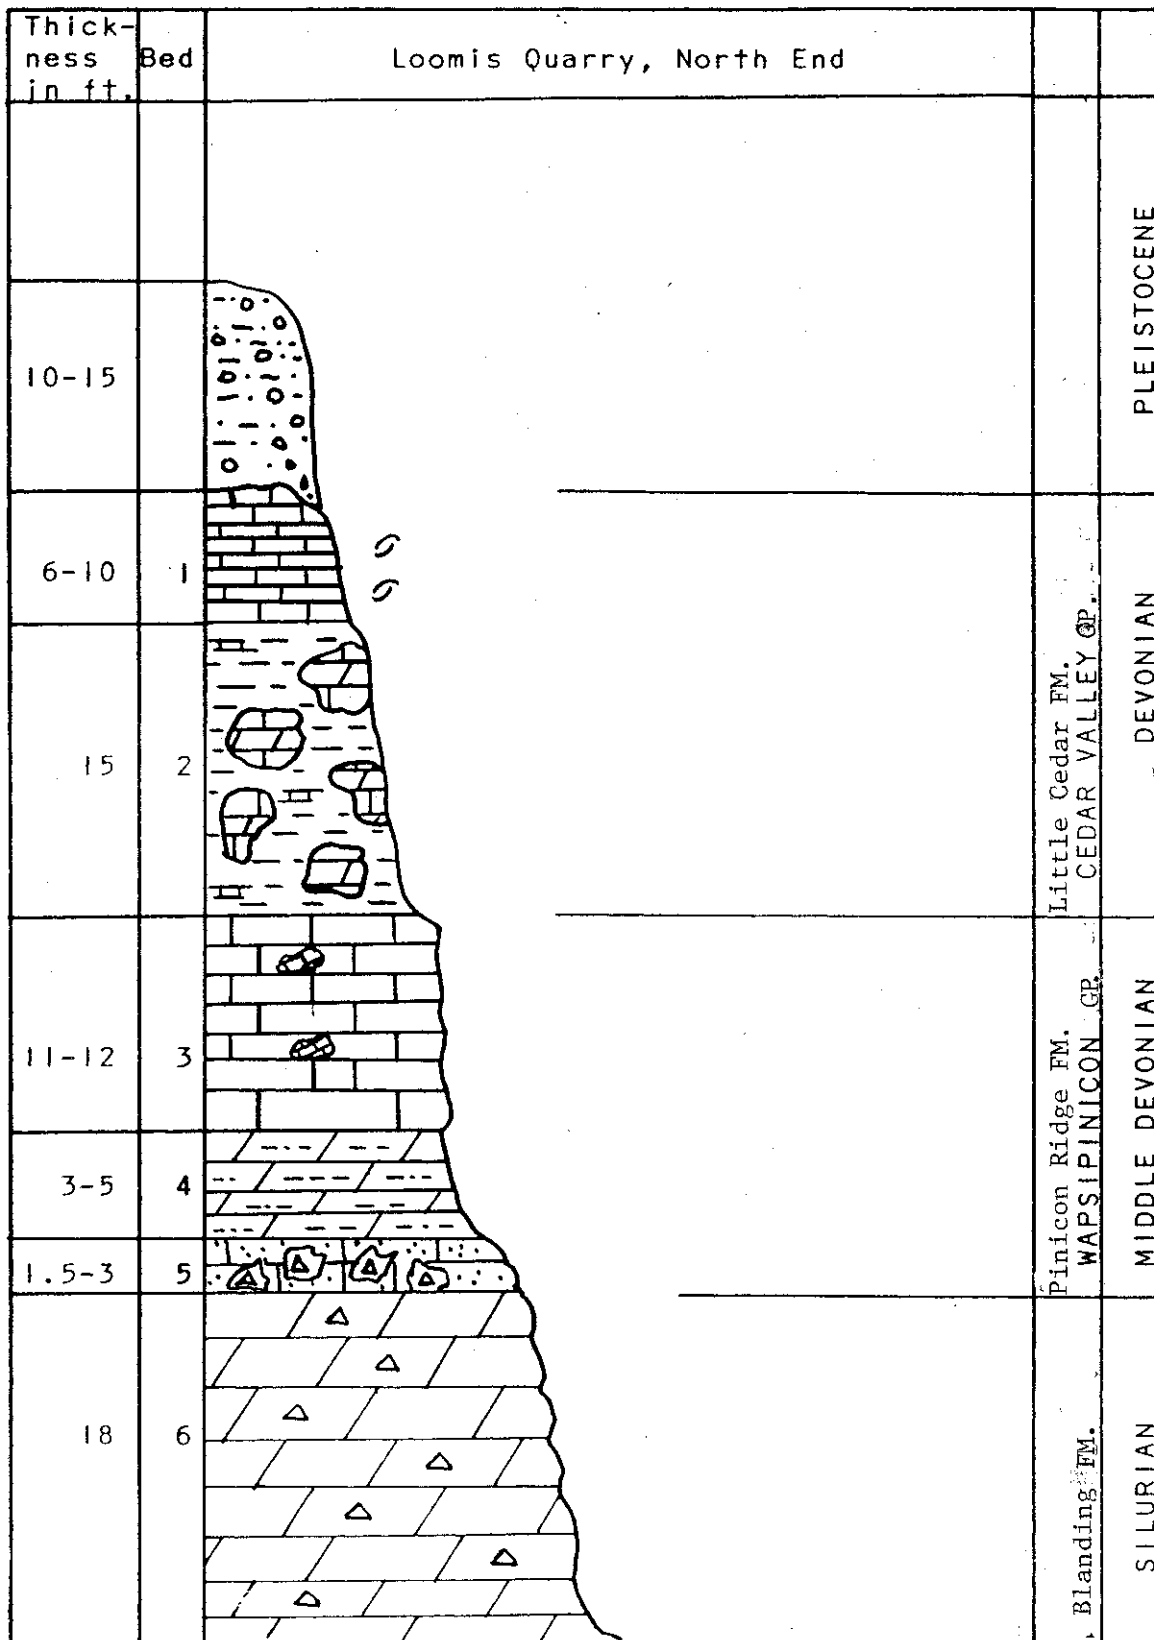 Thick-
ness
in ft.
Bed
Loomis Quarry, North End
10-15
PLEISTOCENE
6-10
1
15
2
Little Cedar FM.
CEDAR VALLEY GP.
DEVONIAN
11-12
3
3-5
4
1.5-3
5
Pinicon Ridge FM.
WAPSIPINICON GP.
MIDDLE DEVONIAN
18
6
Blanding FM.
SILURIAN